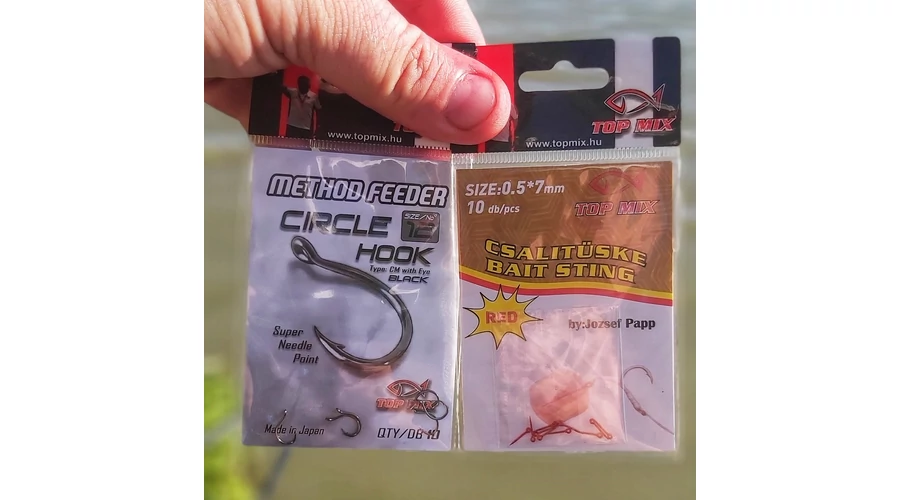 www.topmix.hu
METHOD FEEDER
CIRCLE
SIZE/No
12
HOOK
Type: CM with Eye
BLACK
Super
Needle
Point
TOP MIX
Made in Japan
QTY/DB 10
TOP MIX
www.topmix.hu
SIZE:0.5*7mm
10 db/pcs
TOP MIX
CSALITÜSKE
BAIT STING
RED
by:Jozsef Papp